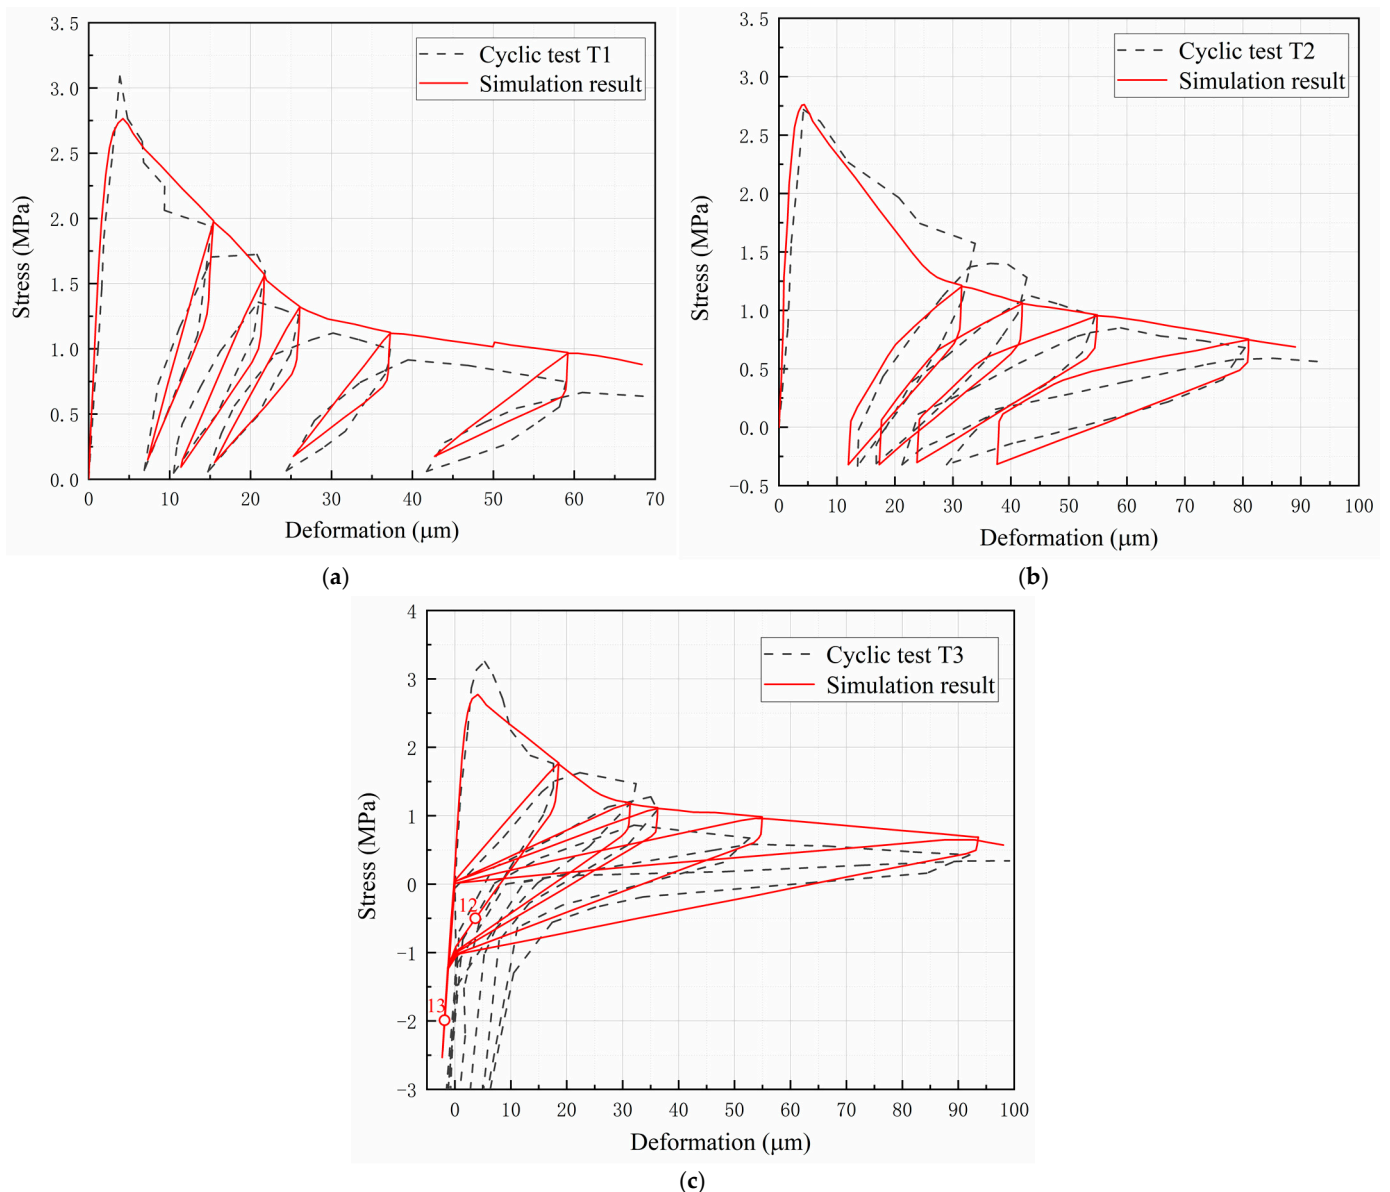 3.5
3.0
2.5
2.0
1.5
1.0
0.5
0.0
Stress (MPa)
Cyclic test T1
Simulation result
0 10 20 30 40 50 60 70
Deformation (μm)
(a)
3.5
3.0
2.5
2.0
1.5
1.0
0.5
0.0
-0.5
Stress (MPa)
Cyclic test T2
Simulation result
0 10 20 30 40 50 60 70 80 90 100
Deformation (μm)
(b)
4
3
2
1
0
-1
-2
-3
Stress (MPa)
Cyclic test T3
Simulation result
12
13
0 10 20 30 40 50 60 70 80 90 100
Deformation (μm)
(c)